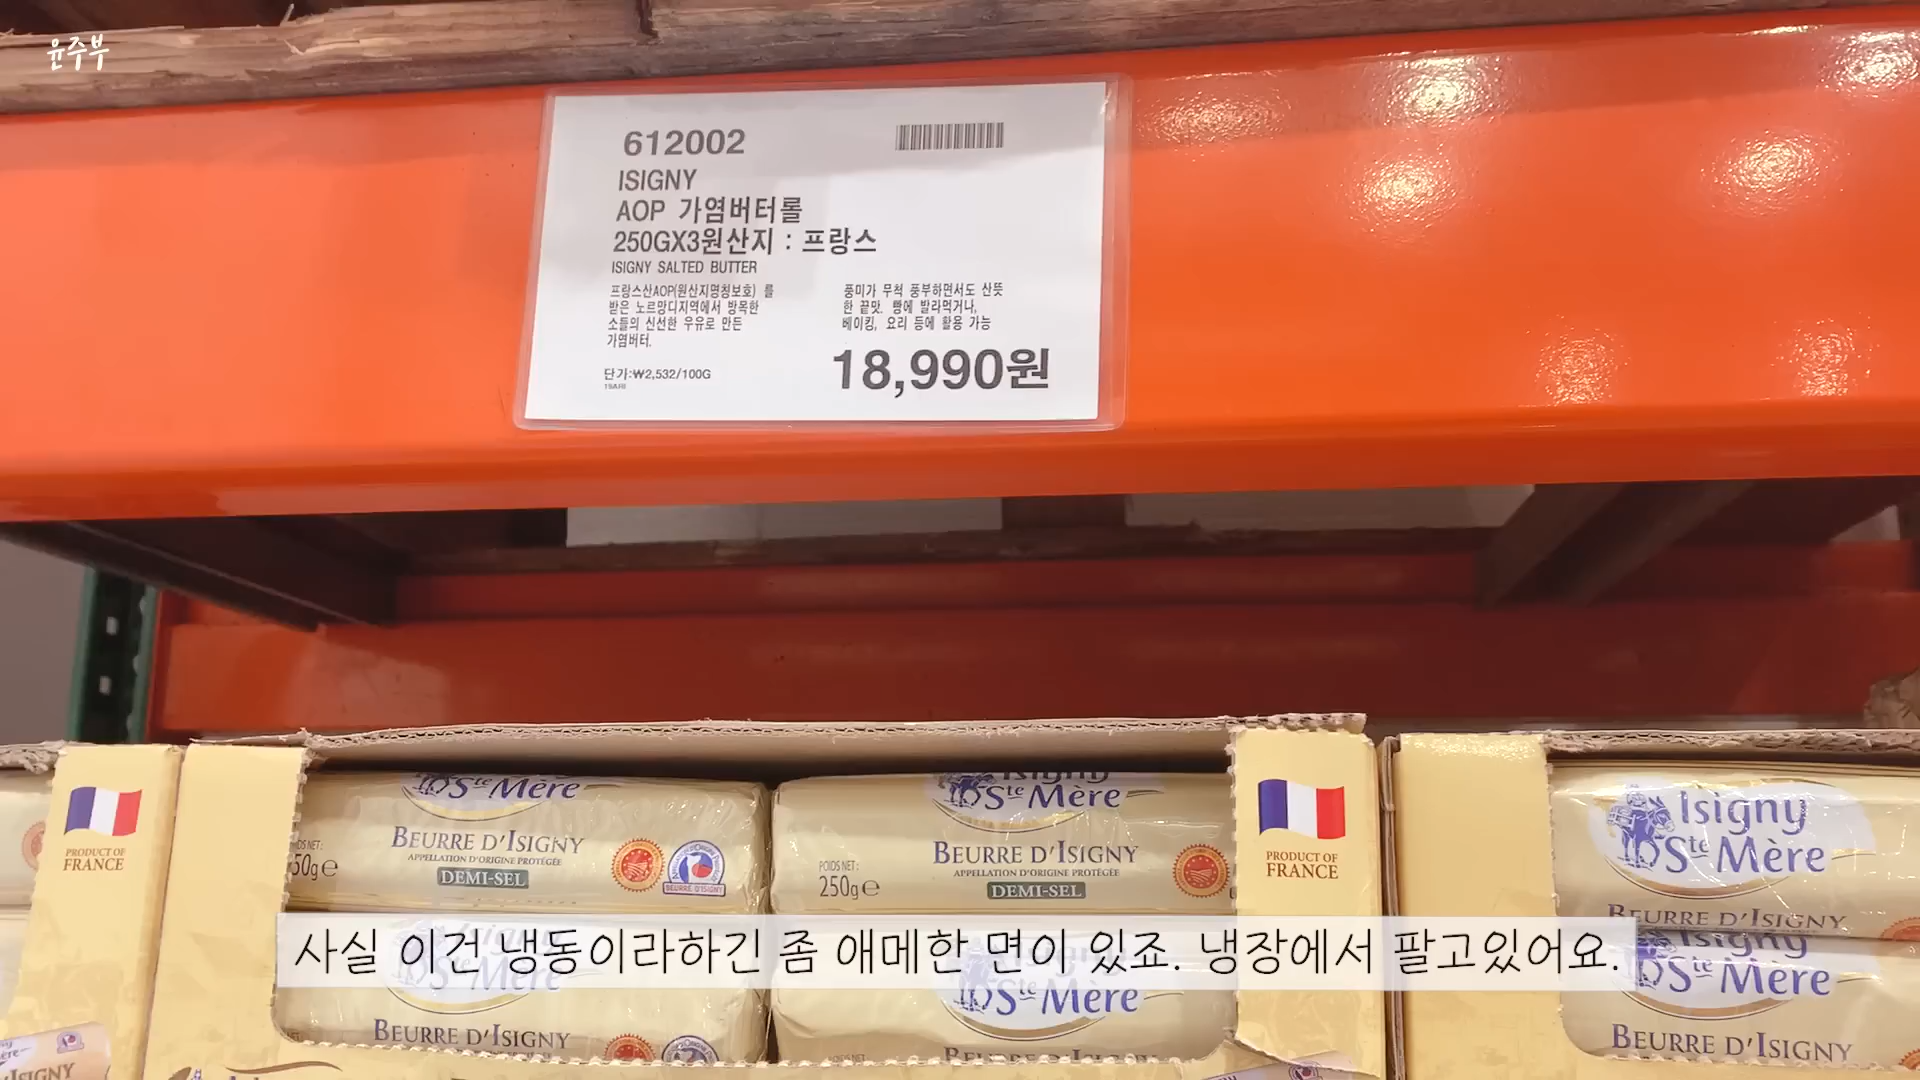 윤주부
612002
ISIGNY
AOP 가염버터롤
250GX3원산지 : 프랑스
ISIGNY SALTED BUTTER
프랑스산AOP(원산지명칭보호) 를
받은 노르망디지역에서 방목한
소들의 신선한 우유로 만든
가염버터.
풍미가 무척 풍부하면서도 산뜻
한 끝맛. 빵에 발라먹거나,
베이킹, 요리 등에 활용 가능
단가:₩2,532/100G
18,990원
PRODUCT OF
FRANCE
Ste Mère
BEURRE D'ISIGNY
APPELLATION D'ORIGINE PROTÉGÉE
DEMI-SEL
BEURRE D'ISIGNY
Isigny
Ste Mère
BEURRE D'ISIGNY
APPELLATION D'ORIGINE PROTÉGÉE
DEMI-SEL
POIDS NET:
250g e
PRODUCT OF
FRANCE
Isigny
Ste Mère
BEURRE D'ISIGNY
사실 이건 냉동이라하긴 좀 애매한 면이 있죠. 냉장에서 팔고있어요.
BEURRE D'ISIGNY
Ste Mère
BEURRE D'ISIGNY
Isigny
Ste Mère
BEURRE D'ISIGNY